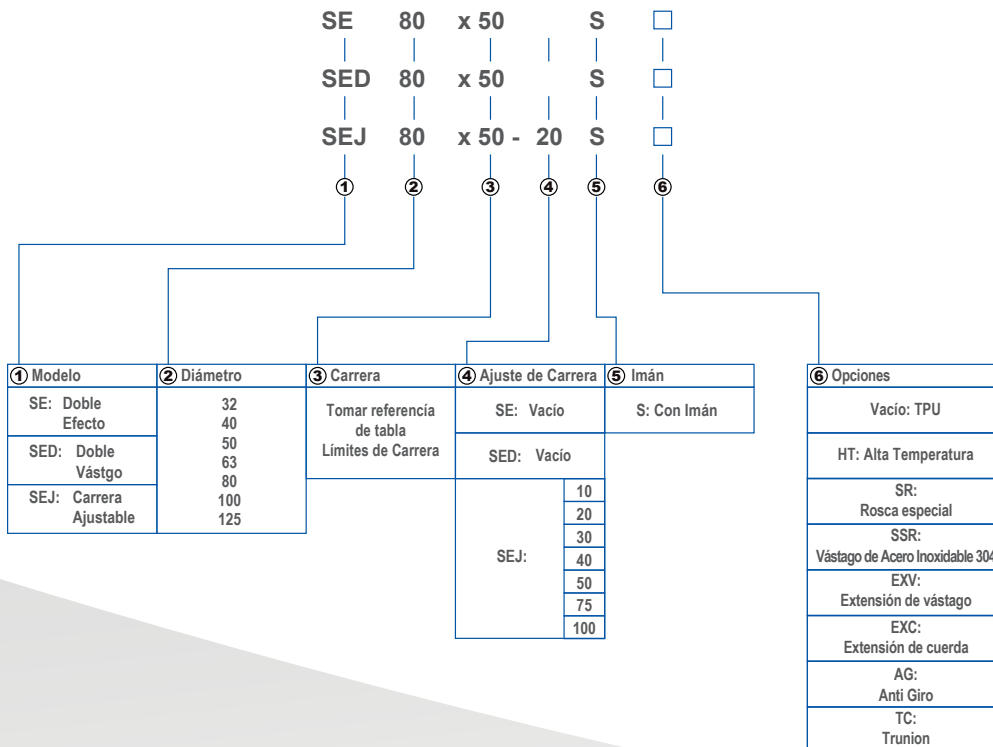 SE 80 x 50 S □
SED 80 x 50 S □
SEJ 80 x 50 - 20 S □
① ② ③ ④ ⑤ ⑥
① Modelo
SE: Doble
Efecto
SED: Doble
Vástgo
SEJ: Carrera
Ajustable
② Diámetro
32
40
50
63
80
100
125
③ Carrera
Tomar referencía
de tabla
Límites de Carrera
④ Ajuste de Carrera
SE: Vacío
SED: Vacío
SEJ:
10
20
30
40
50
75
100
⑤ Imán
S: Con Imán
⑥ Opciones
Vacío: TPU
HT: Alta Temperatura
SR:
Rosca especial
SSR:
Vástago de Acero Inoxidable 304
EXV:
Extensión de vástago
EXC:
Extensión de cuerda
AG:
Anti Giro
TC:
Trunion